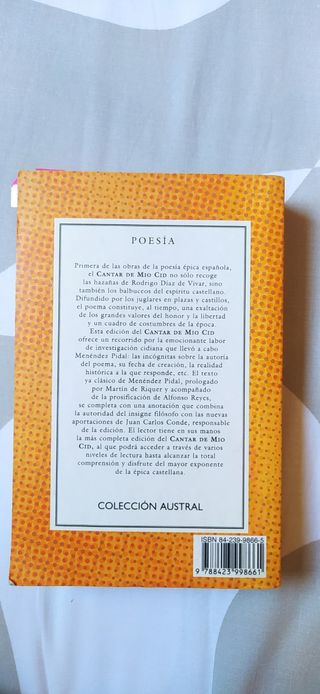 POESÍA
Primera de las obras de la poesía épica española,
el CANTAR DE MIO CID no sólo recoge
las hazañas de Rodrigo Díaz de Vivar, sino
también los balbuceos del espíritu castellano.
Difundido por los juglares en plazas y castillos,
el poema constituye, al tiempo, una exaltación
de los grandes valores del honor y la libertad
y un cuadro de costumbres de la época.
Esta edición del CANTAR DE MIO CID
ofrece un recorrido por la emocionante labor
de investigación cidiana que llevó a cabo
Menéndez Pidal: las incógnitas sobre la autoría
del poema, su fecha de creación, la realidad
histórica a la que responde, etc. El texto
ya clásico de Menéndez Pidal, prologado
por Martín de Riquer y acompañado
de la prosificación de Alfonso Reyes,
se completa con una anotación que combina
la autoridad del insigne filósofo con las nuevas
aportaciones de Juan Carlos Conde, responsable
de la edición. El lector tiene en sus manos
la más completa edición del CANTAR DE MIO
CID, al que podrá acceder a través de varios
niveles de lectura hasta alcanzar la total
comprensión y disfrute del mayor exponente
de la épica castellana.
COLECCIÓN AUSTRAL
ISBN 84-239-9866-5
9 788423 998661